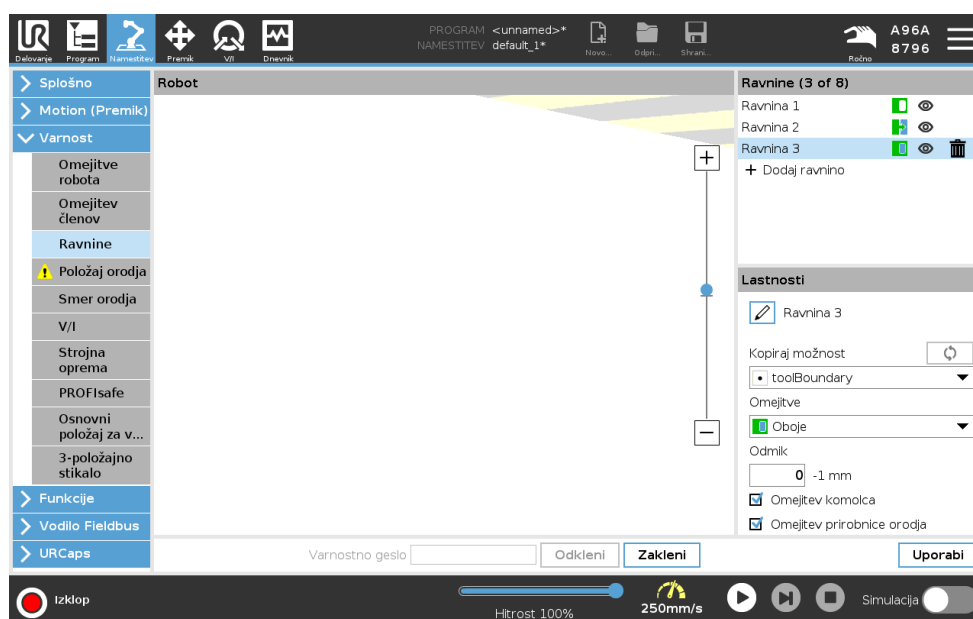 PROGRAM <unnamed>*
NAMESTITEV default_1*
A96A
8796
Delovanje Program Namestitev Premik V/I Dnevnik Novo... Odpri... Shrani... Ročno
Splošno
Motion (Premik)
Varnost
Omejitve
robota
Omejitev
členov
Ravnine
Položaj orodja
Smer orodja
V/I
Strojna
oprema
PROFIsafe
Osnovni
položaj za v...
3-položajno
stikalo
Funkcije
Vodilo Fieldbus
URCaps
Robot
Varnostno geslo Odkleni Zakleni
Ravnine (3 of 8)
Ravnina 1
Ravnina 2
Ravnina 3
+ Dodaj ravnino
Lastnosti
Ravnina 3
Kopiraj možnost
toolBoundary
Omejitve
Oboje
Odmik
0 -1 mm
Omejitev komolca
Omejitev prirobnice orodja
Uporabi
Izklop
Hitrost 100%
250mm/s
Simulacija